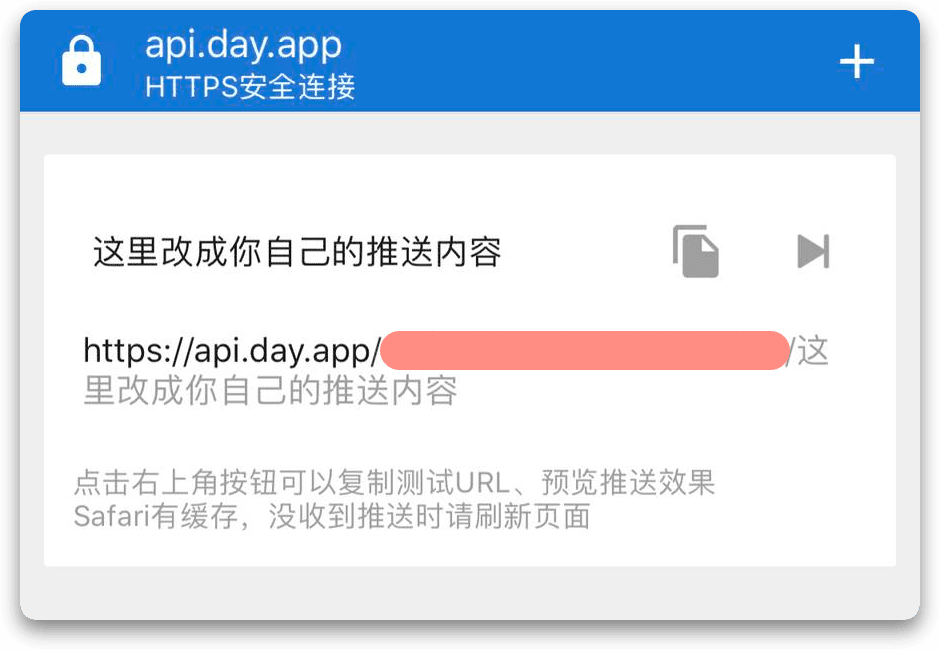 api.day.app
HTTPS安全连接
这里改成你自己的推送内容
https://api.day.app/ /这
里改成你自己的推送内容
点击右上角按钮可以复制测试URL、预览推送效果
Safari有缓存，没收到推送时请刷新页面